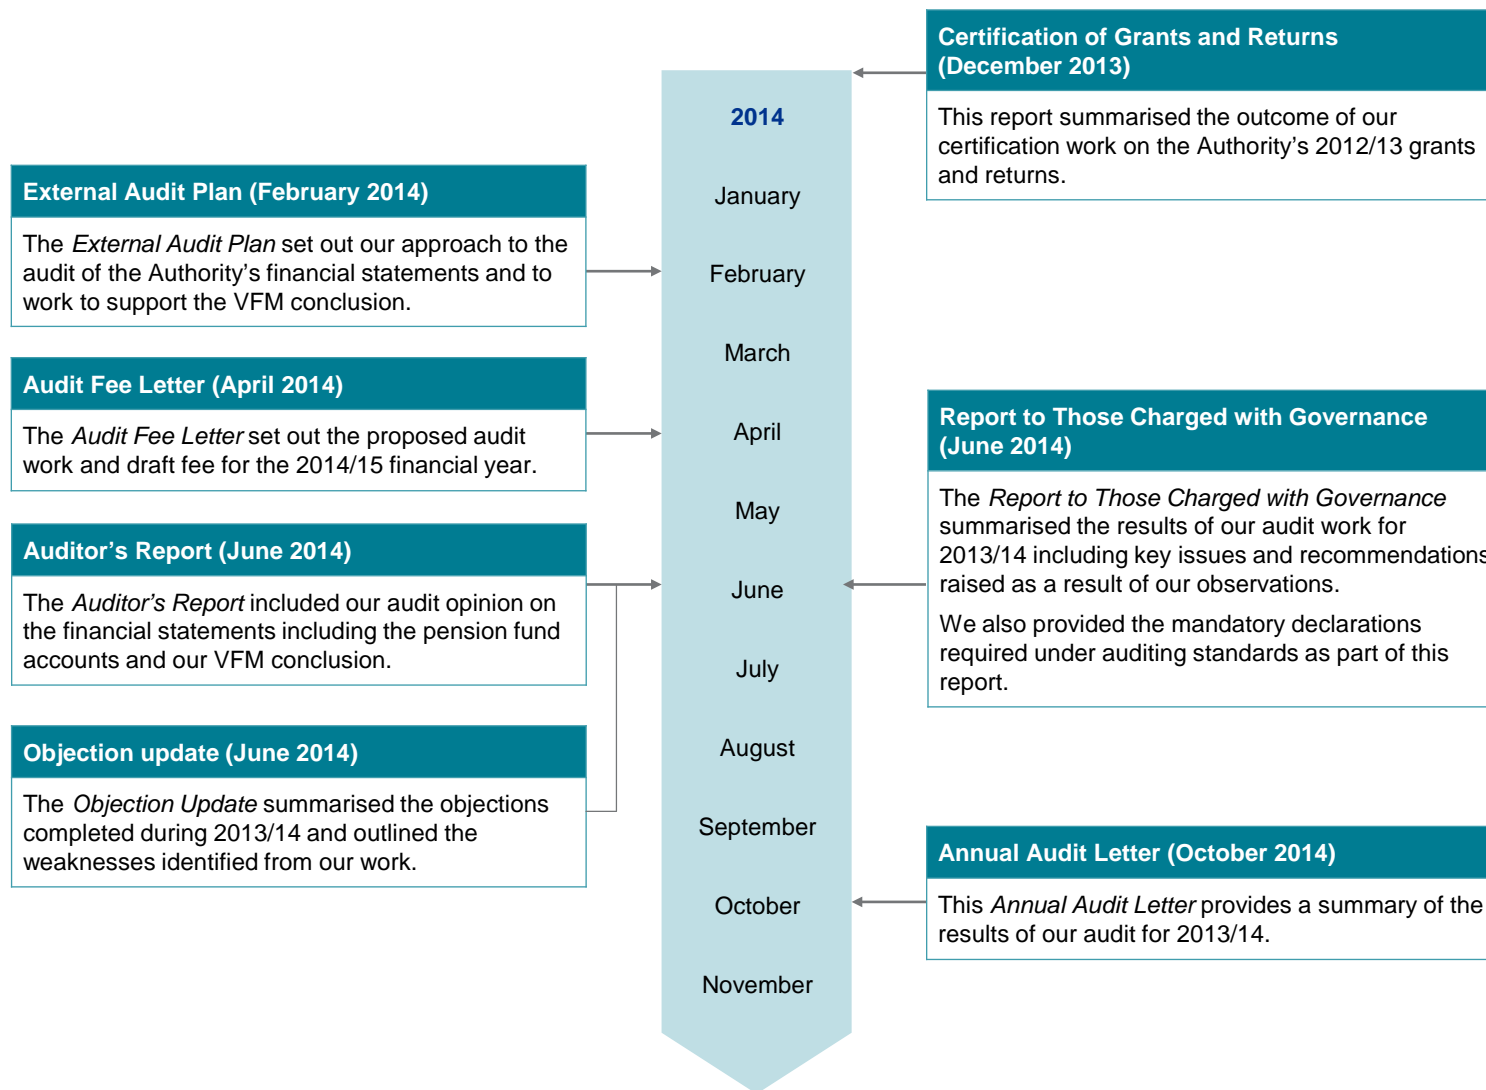 Certification of Grants and Returns
(December 2013)
This report summarised the outcome of our
certification work on the Authority's 2012/13 grants
and returns.
External Audit Plan (February 2014)
The External Audit Plan set out our approach to the
audit of the Authority's financial statements and to
work to support the VFM conclusion.
Audit Fee Letter (April 2014)
The Audit Fee Letter set out the proposed audit
work and draft fee for the 2014/15 financial year.
Auditor's Report (June 2014)
The Auditor's Report included our audit opinion on
the financial statements including the pension fund
accounts and our VFM conclusion.
Objection update (June 2014)
The Objection Update summarised the objections
completed during 2013/14 and outlined the
weaknesses identified from our work.
2014
January
February
March
April
May
June
July
August
September
October
November
Report to Those Charged with Governance
(June 2014)
The Report to Those Charged with Governance
summarised the results of our audit work for
2013/14 including key issues and recommendations
raised as a result of our observations.
We also provided the mandatory declarations
required under auditing standards as part of this
report.
Annual Audit Letter (October 2014)
This Annual Audit Letter provides a summary of the
results of our audit for 2013/14.